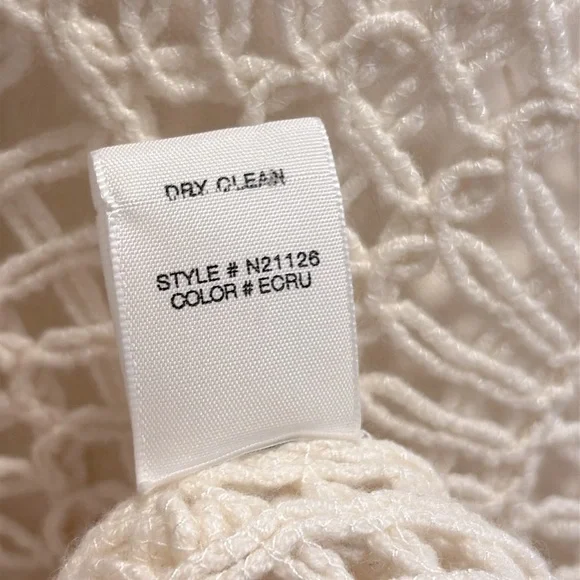 DRY CLEAN
STYLE # N21126
COLOR # ECRU